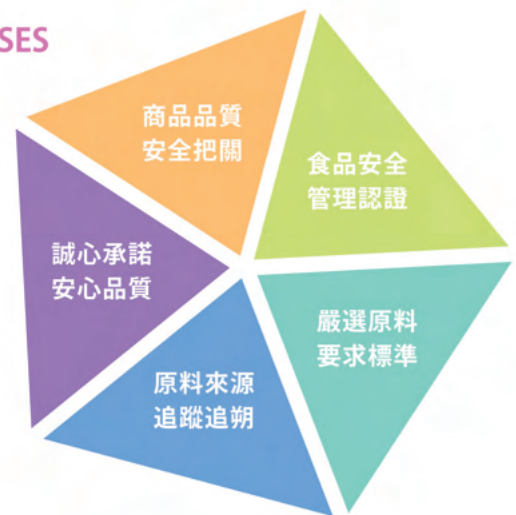 SES
商品品質
安全把關
食品安全
管理認證
誠心承諾
安心品質
嚴選原料
要求標準
原料來源
追蹤追朔